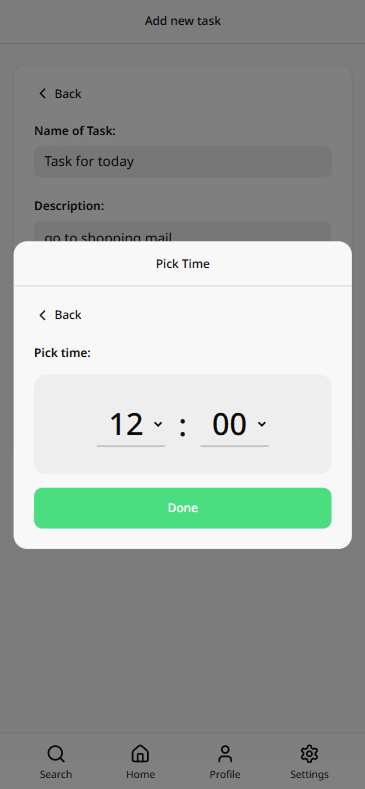 Add new task
Back
Name of Task:
Task for today
Description:
go to shopping mail
Pick Time
Back
Pick time:
12 : 00
Done
Search Home Profile Settings